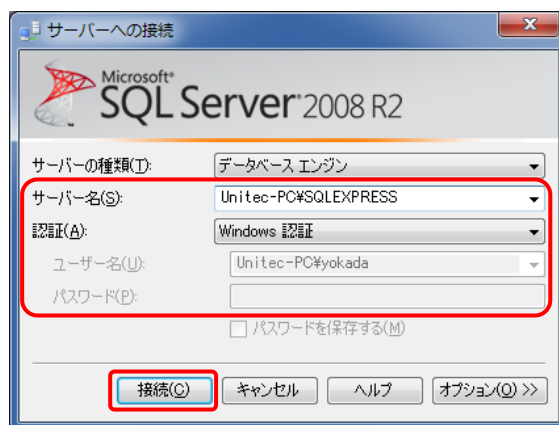 サーバーへの接続
Microsoft®
SQL Server® 2008 R2
サーバーの種類(T): データベース エンジン
サーバー名(S): Unitec-PC¥SQLEXPRESS
認証(A): Windows 認証
ユーザー名(U): Unitec-PC¥yokada
パスワード(P):
パスワードを保存する(M)
接続(C) キャンセル ヘルプ オプション(O) >>